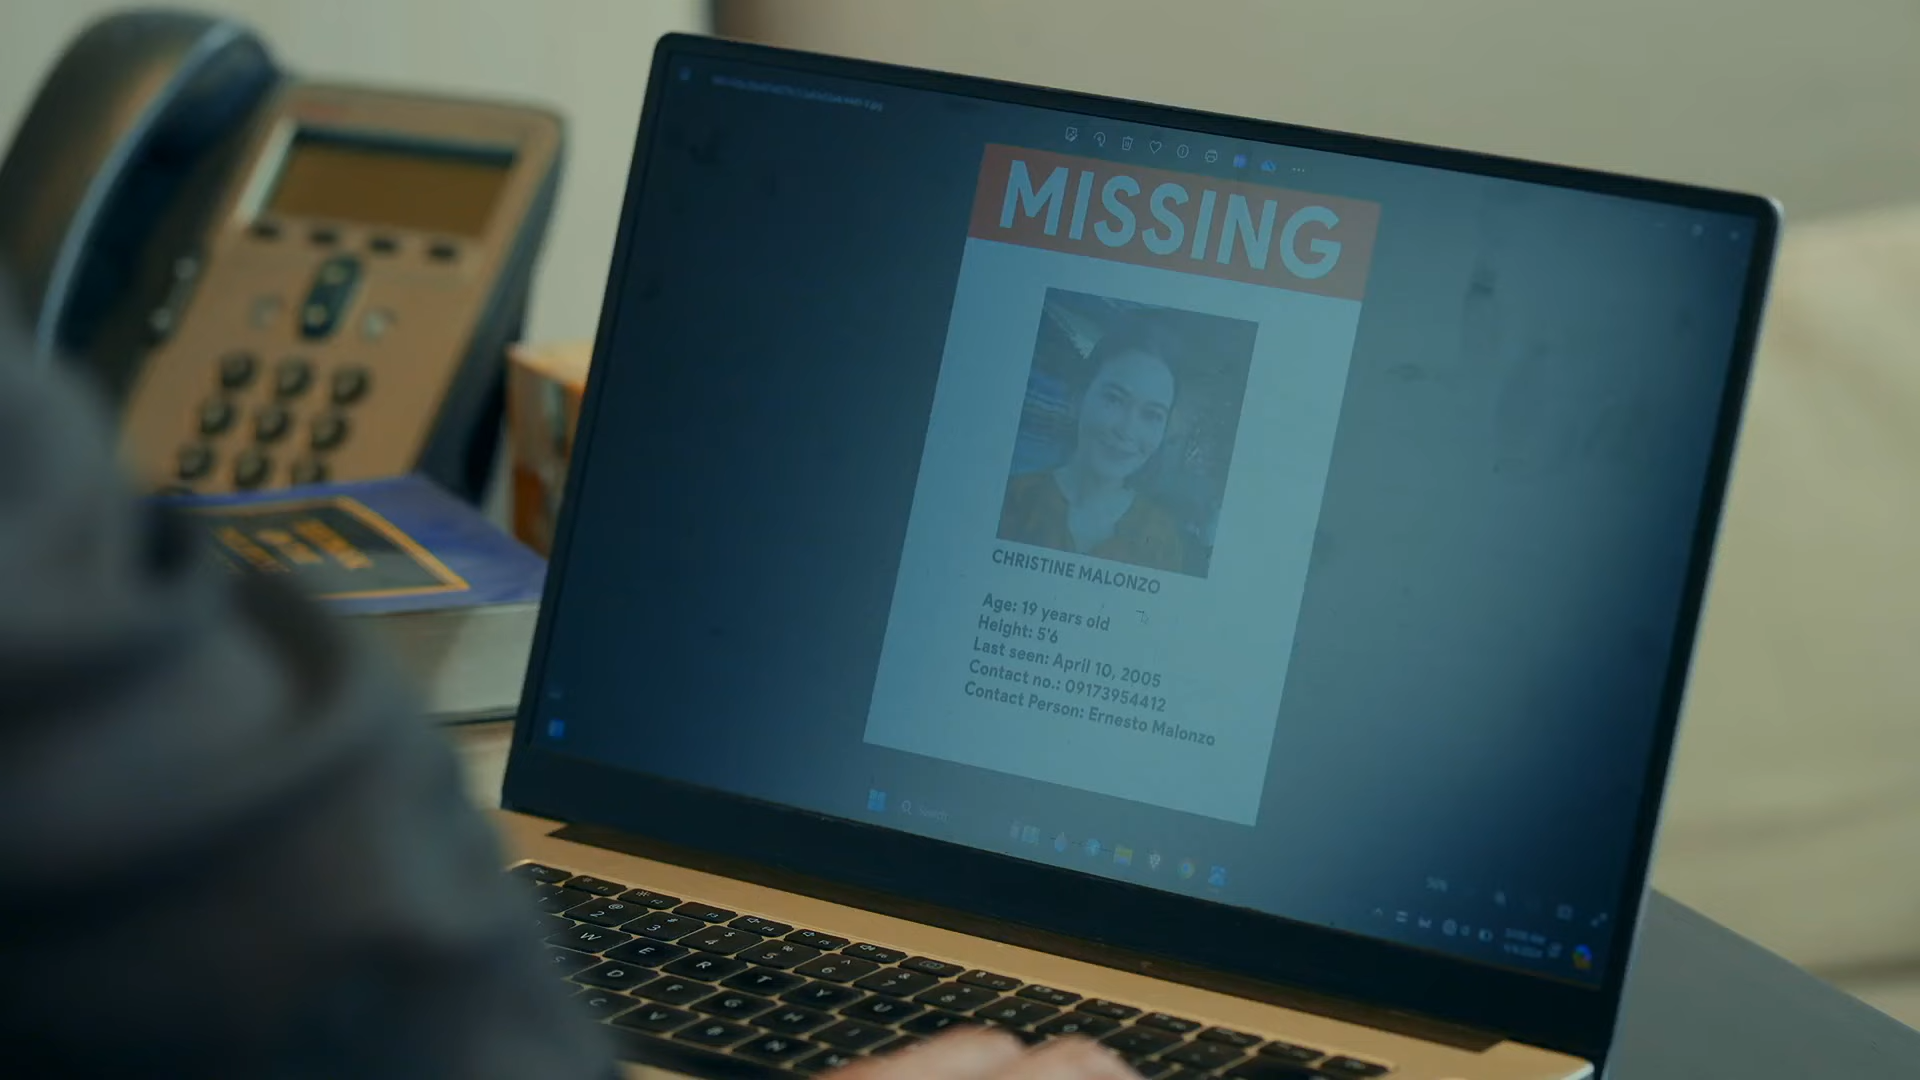 MISSING
CHRISTINE MALONZO
Age: 19 years old
Height: 5'6
Last seen: April 10, 2005
Contact no.: 09173954412
Contact Person: Ernesto Malonzo
Search